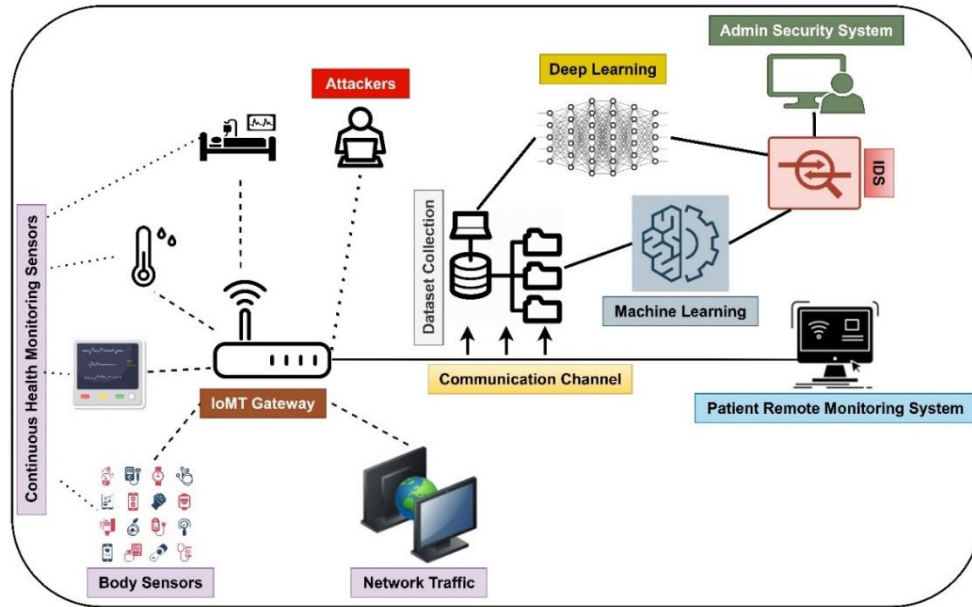 Admin Security System
Deep Learning
Attackers
IDS
Dataset Collection
Continuous Health Monitoring Sensors
Machine Learning
Communication Channel
IoMT Gateway
Patient Remote Monitoring System
Body Sensors
Network Traffic